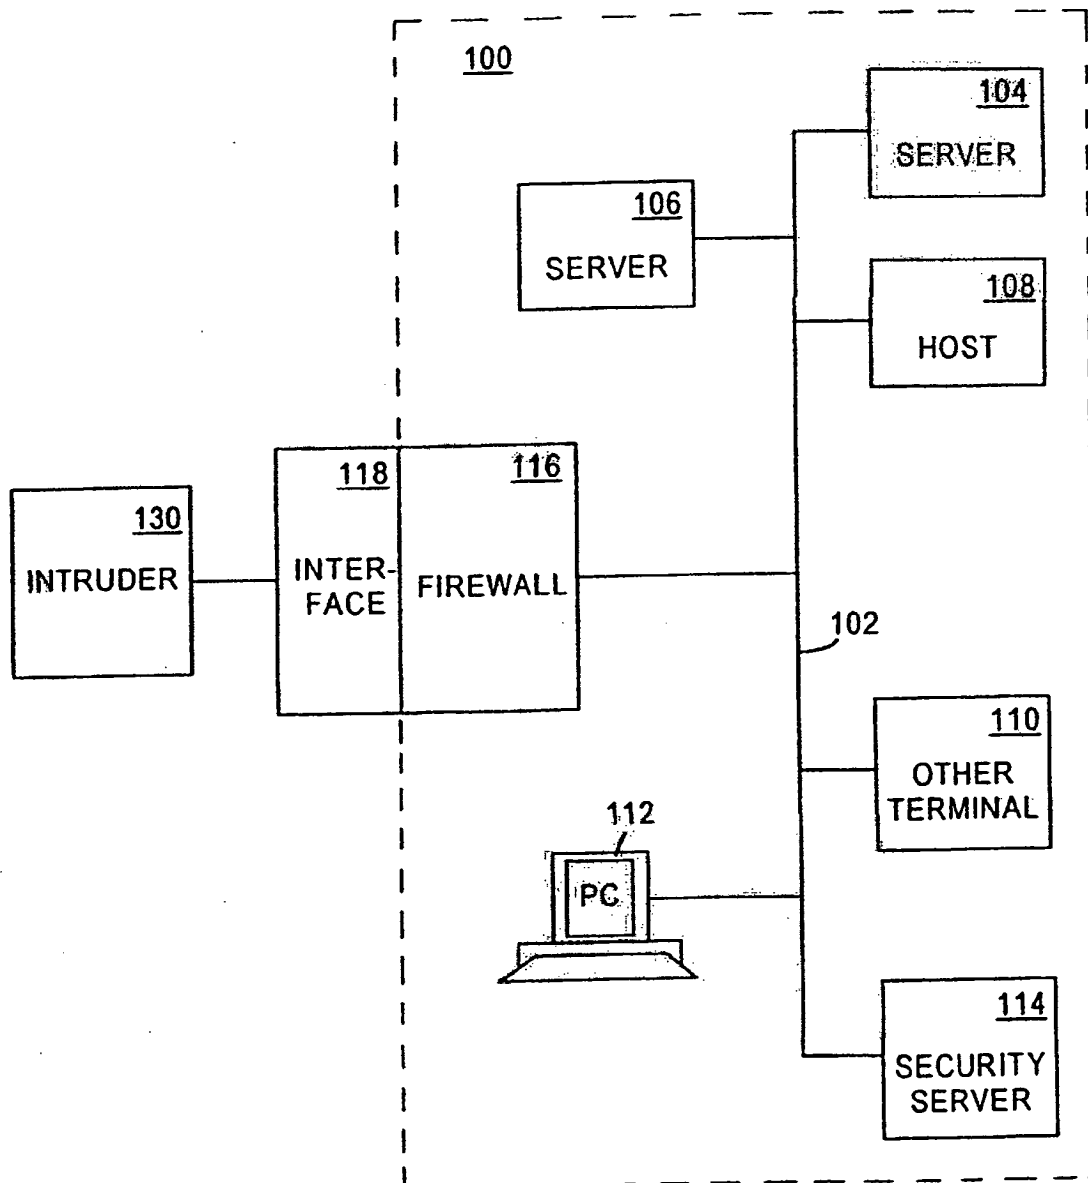 100
104
SERVER
106
SERVER
108
HOST
118
INTER-
FACE
116
FIREWALL
130
INTRUDER
102
110
OTHER
TERMINAL
112
PC
114
SECURITY
SERVER